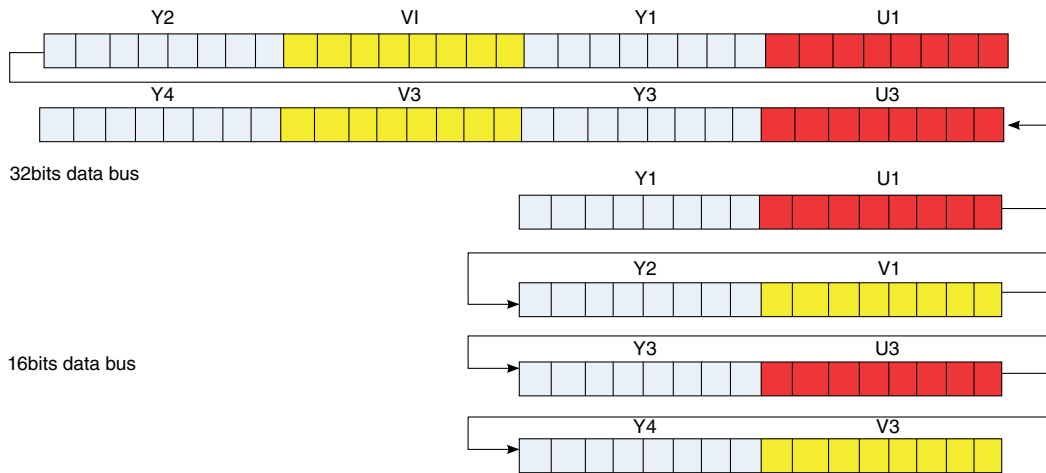 Y2 VI Y1 U1
Y4 V3 Y3 U3
32bits data bus
Y1 U1
Y2 V1
Y3 U3
16bits data bus
Y4 V3